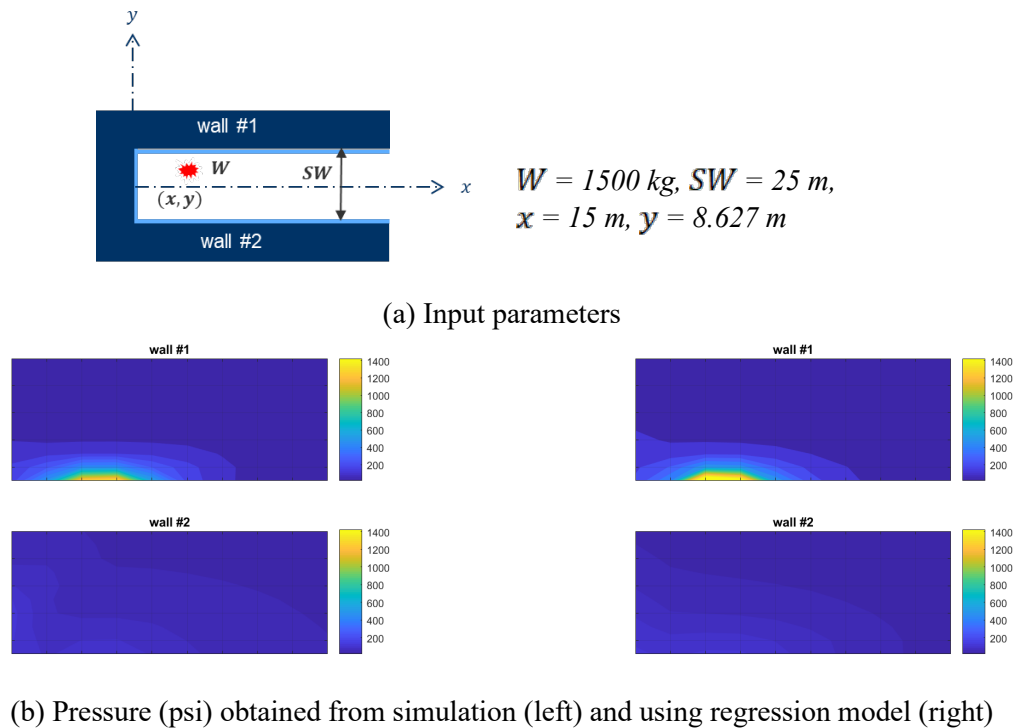 y
wall #1
W
SW
x
(x, y)
wall #2
W = 1500 kg, SW = 25 m,
x = 15 m, y = 8.627 m
(a) Input parameters
wall #1
1400
1200
1000
800
600
400
200
wall #1
1400
1200
1000
800
600
400
200
wall #2
1400
1200
1000
800
600
400
200
wall #2
1400
1200
1000
800
600
400
200
(b) Pressure (psi) obtained from simulation (left) and using regression model (right)